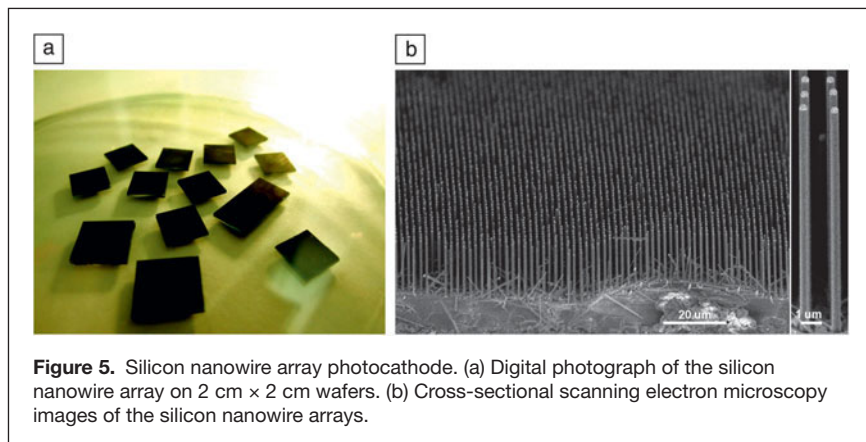 a
b
20 um
1 um
Figure 5. Silicon nanowire array photocathode. (a) Digital photograph of the silicon
nanowire array on 2 cm × 2 cm wafers. (b) Cross-sectional scanning electron microscopy
images of the silicon nanowire arrays.